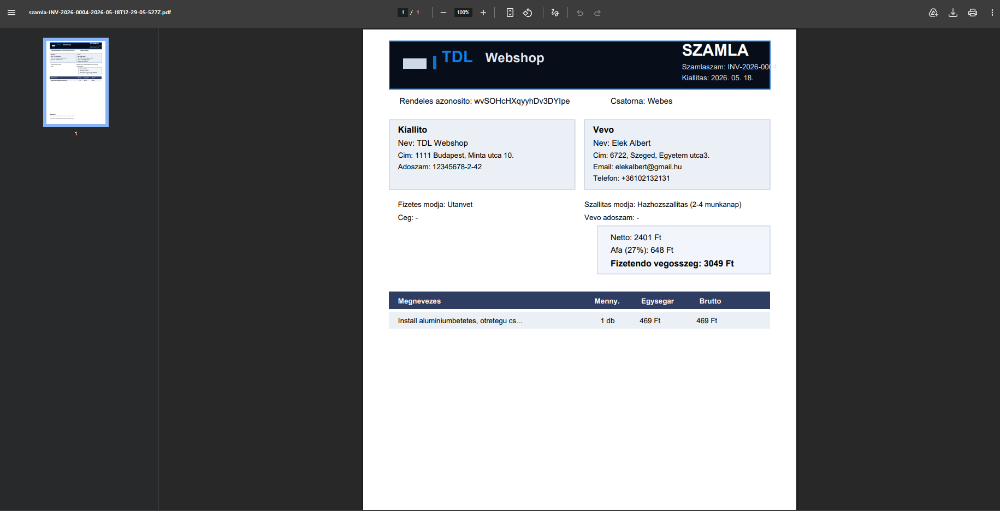 szamla-INV-2026-0004-2026-05-18T12-29-05-527Z.pdf
1 / 1
100%
1
TDL Webshop
SZAMLA
Szamlaszam: INV-2026-0004
Kiallitas: 2026. 05. 18.
Rendeles azonosito: wvSOHcHXqyyhDv3DYIpe
Csatorna: Webes
Kiallito
Nev: TDL Webshop
Cim: 1111 Budapest, Minta utca 10.
Adoszam: 12345678-2-42
Vevo
Nev: Elek Albert
Cim: 6722, Szeged, Egyetem utca3.
Email: elekalbert@gmail.hu
Telefon: +36102132131
Fizetes modja: Utanvet
Szallitas modja: Hazhozszallitas (2-4 munkanap)
Ceg: -
Vevo adoszam: -
Netto: 2401 Ft
Afa (27%): 648 Ft
Fizetendo vegosszeg: 3049 Ft
Megnevezes Menny. Egysegar Brutto
Install aluminiumbetetes, otretegu cs... 1 db 469 Ft 469 Ft